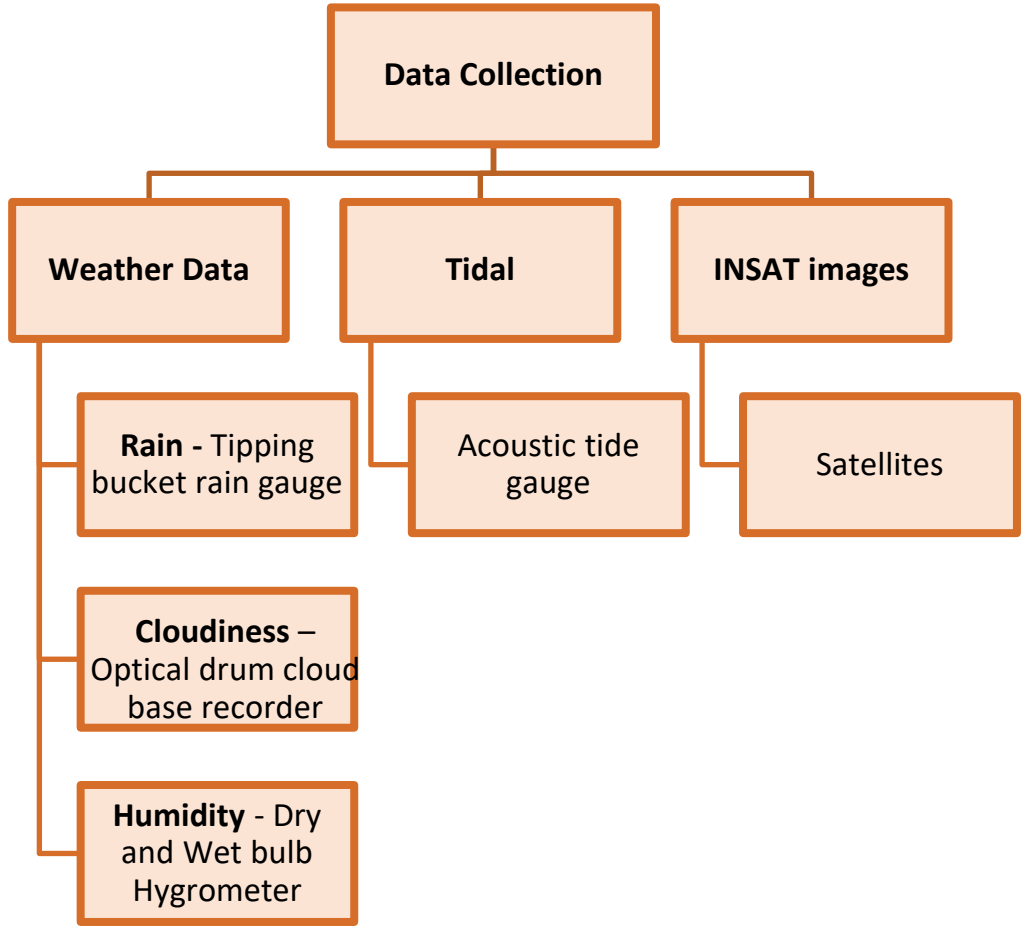 Data Collection
Weather Data
Tidal
INSAT images
Rain - Tipping
bucket rain gauge
Acoustic tide
gauge
Satellites
Cloudiness –
Optical drum cloud
base recorder
Humidity - Dry
and Wet bulb
Hygrometer